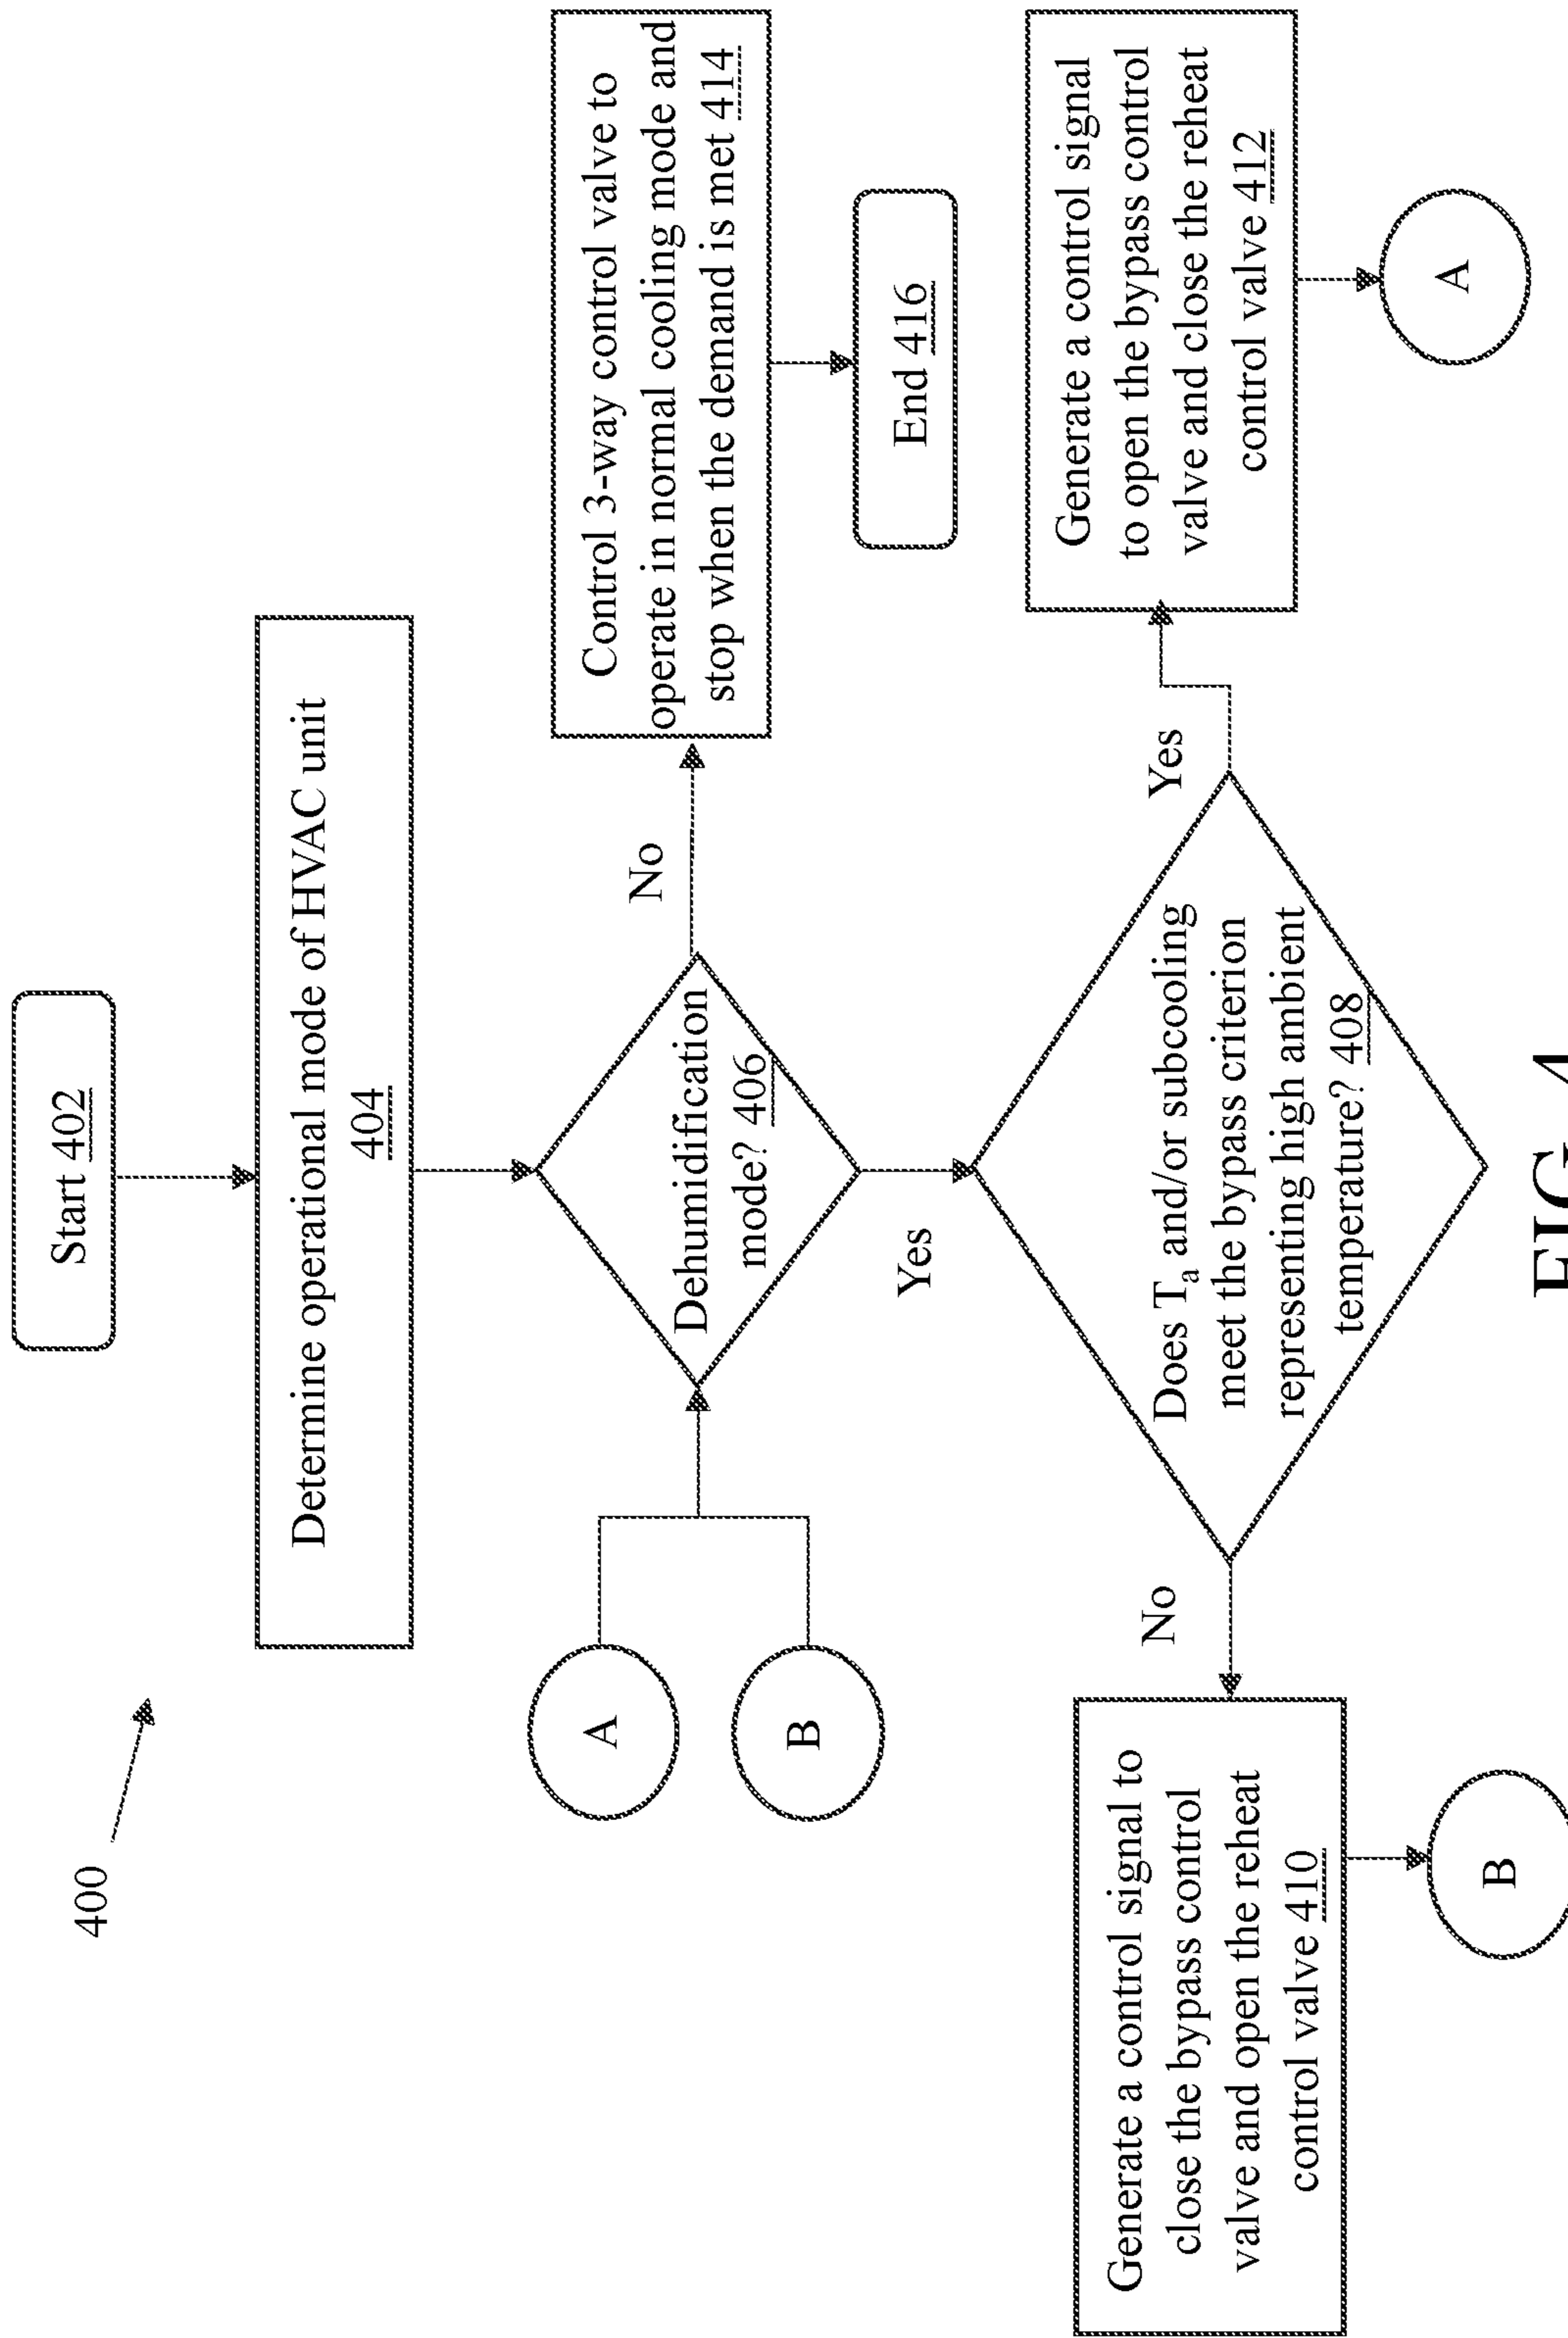 400
Start 402
Determine operational mode of HVAC unit
404
A
B
Dehumidification
mode? 406
No
Control 3-way control valve to
operate in normal cooling mode and
stop when the demand is met 414
End 416
Yes
Does Ta and/or subcooling
meet the bypass criterion
representing high ambient
temperature? 408
No
Generate a control signal to
close the bypass control
valve and open the reheat
control valve 410
B
Yes
Generate a control signal
to open the bypass control
valve and close the reheat
control valve 412
A
FIG. 4